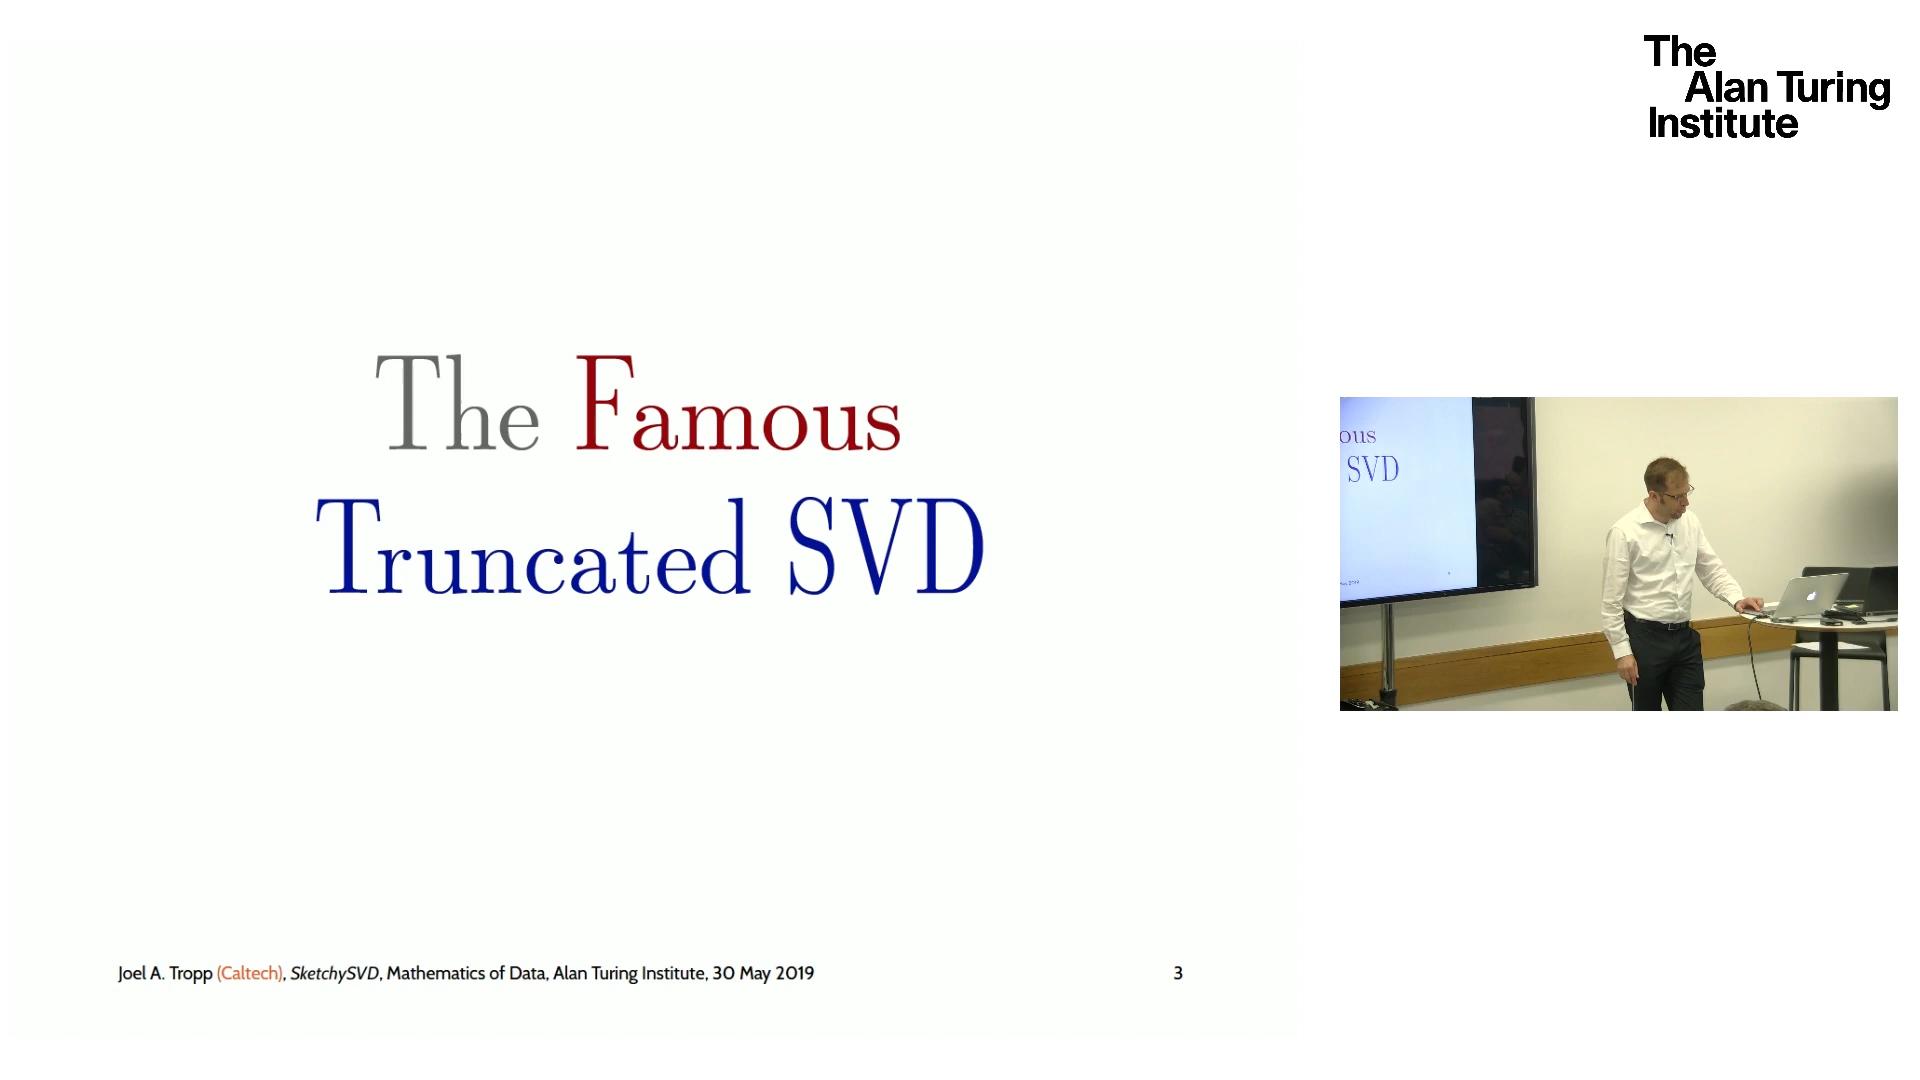 The
Alan Turing
Institute
The Famous
Truncated SVD
ous
SVD
Joel A. Tropp (Caltech), SketchySVD, Mathematics of Data, Alan Turing Institute, 30 May 2019
3